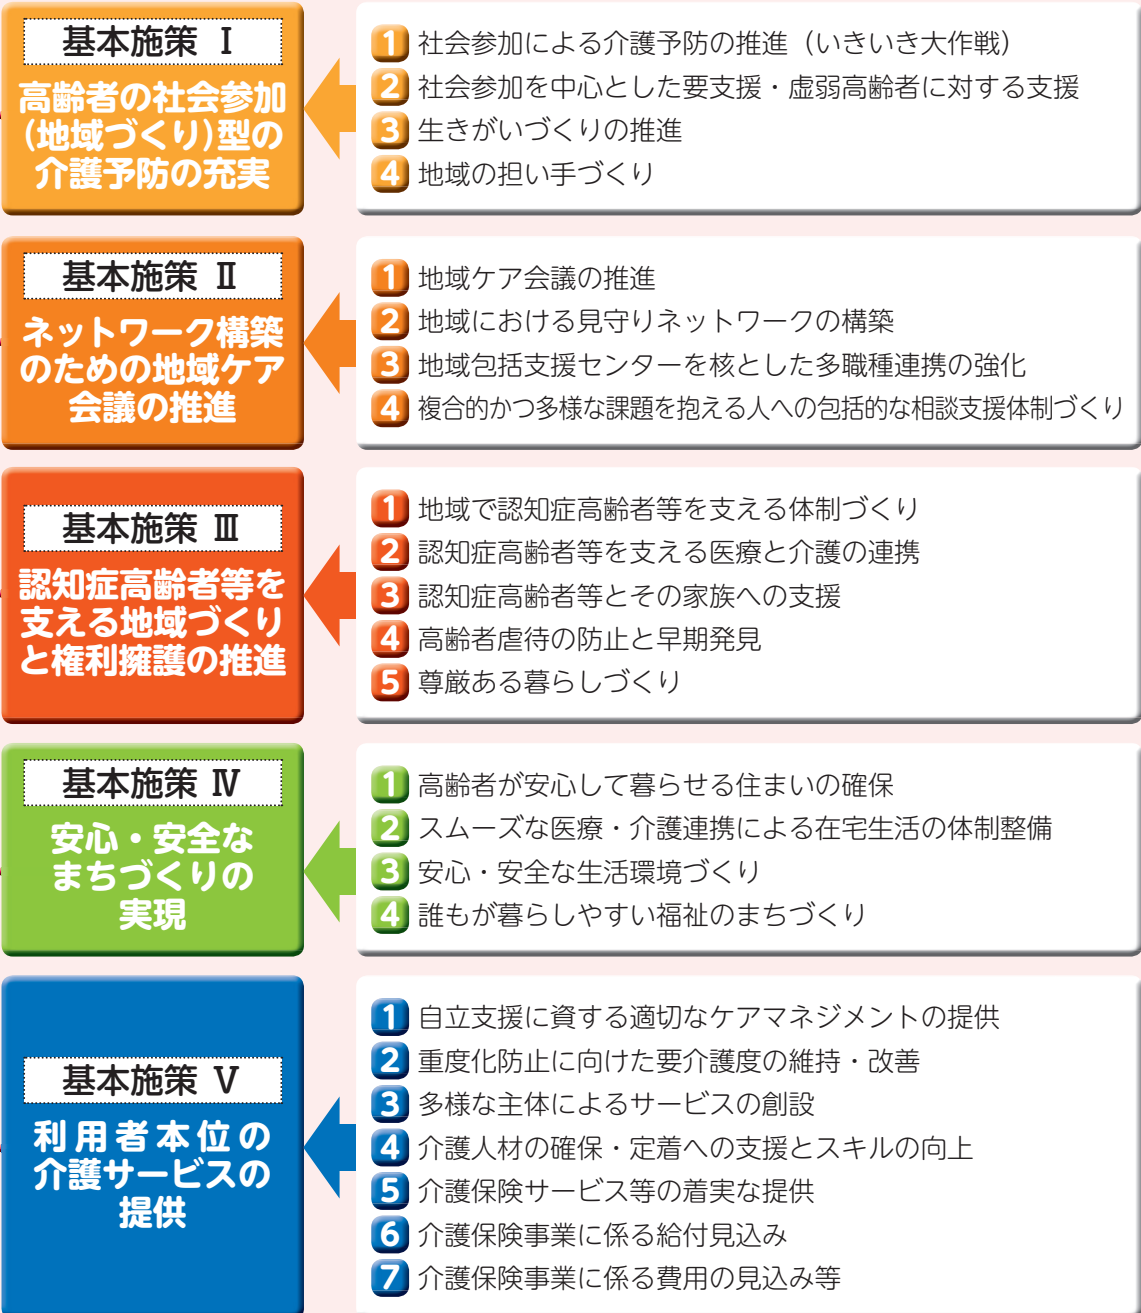 基本施策 Ⅰ
高齢者の社会参加
(地域づくり)型の
介護予防の充実
1 社会参加による介護予防の推進（いきいき大作戦）
2 社会参加を中心とした要支援・虚弱高齢者に対する支援
3 生きがいづくりの推進
4 地域の担い手づくり
基本施策 Ⅱ
ネットワーク構築
のための地域ケア
会議の推進
1 地域ケア会議の推進
2 地域における見守りネットワークの構築
3 地域包括支援センターを核とした多職種連携の強化
4 複合的かつ多様な課題を抱える人への包括的な相談支援体制づくり
基本施策 Ⅲ
認知症高齢者等を
支える地域づくり
と権利擁護の推進
1 地域で認知症高齢者等を支える体制づくり
2 認知症高齢者等を支える医療と介護の連携
3 認知症高齢者等とその家族への支援
4 高齢者虐待の防止と早期発見
5 尊厳ある暮らしづくり
基本施策 Ⅳ
安心・安全な
まちづくりの
実現
1 高齢者が安心して暮らせる住まいの確保
2 スムーズな医療・介護連携による在宅生活の体制整備
3 安心・安全な生活環境づくり
4 誰もが暮らしやすい福祉のまちづくり
基本施策 Ⅴ
利用者本位の
介護サービスの
提供
1 自立支援に資する適切なケアマネジメントの提供
2 重度化防止に向けた要介護度の維持・改善
3 多様な主体によるサービスの創設
4 介護人材の確保・定着への支援とスキルの向上
5 介護保険サービス等の着実な提供
6 介護保険事業に係る給付見込み
7 介護保険事業に係る費用の見込み等